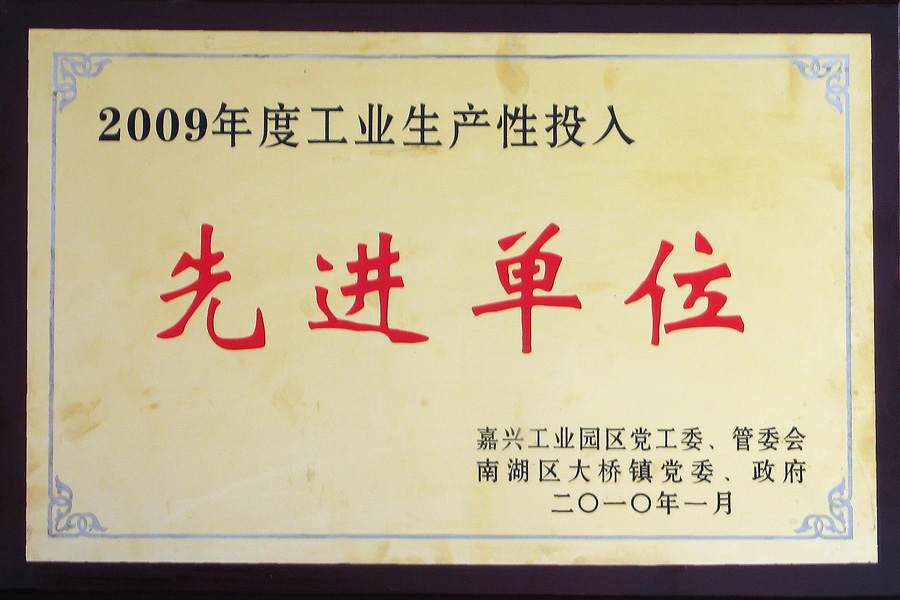 2009年度工业生产性投入
先进单位
嘉兴工业园区党工委、管委会
南湖区大桥镇党委、政府
二〇一〇年一月